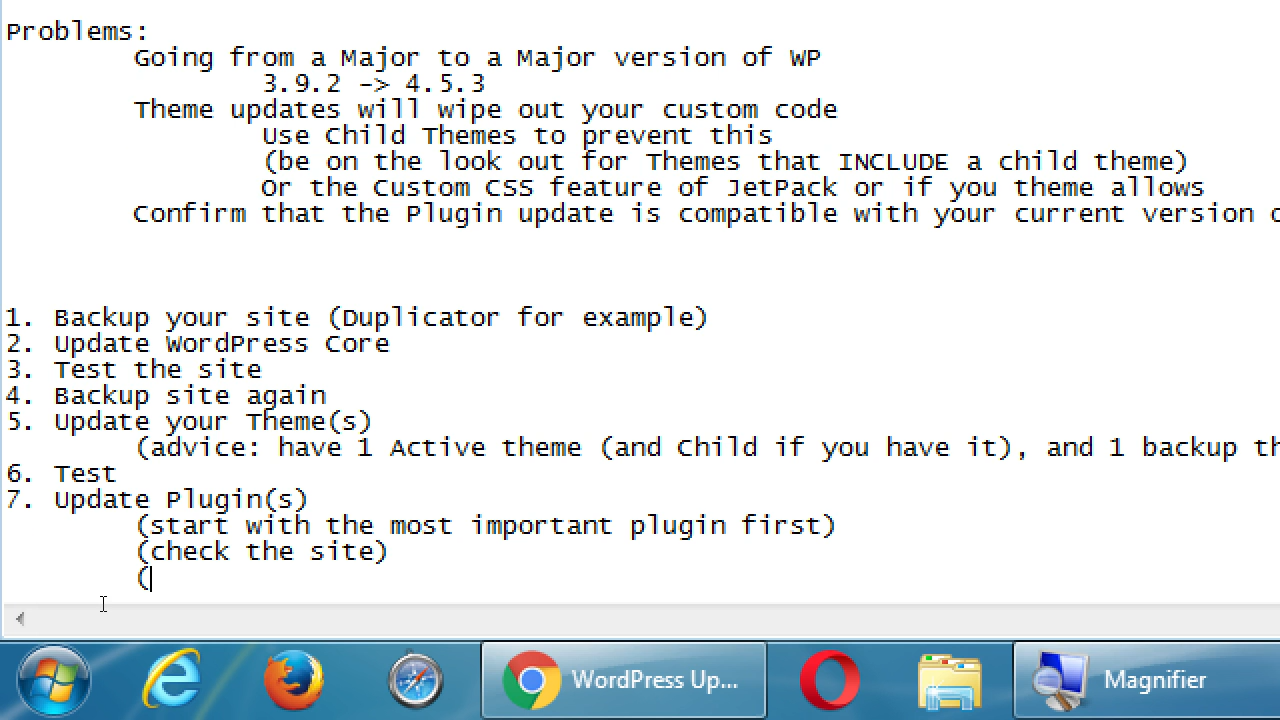 Problems:
Going from a Major to a Major version of WP
3.9.2 -> 4.5.3
Theme updates will wipe out your custom code
Use Child Themes to prevent this
(be on the look out for Themes that INCLUDE a child theme)
Or the Custom CSS feature of JetPack or if you theme allows
Confirm that the Plugin update is compatible with your current version
1. Backup your site (Duplicator for example)
2. Update WordPress Core
3. Test the site
4. Backup site again
5. Update your Theme(s)
(advice: have 1 Active theme (and Child if you have it), and 1 backup
6. Test
7. Update Plugin(s)
(start with the most important plugin first)
(check the site)
(
WordPress Up... Magnifier